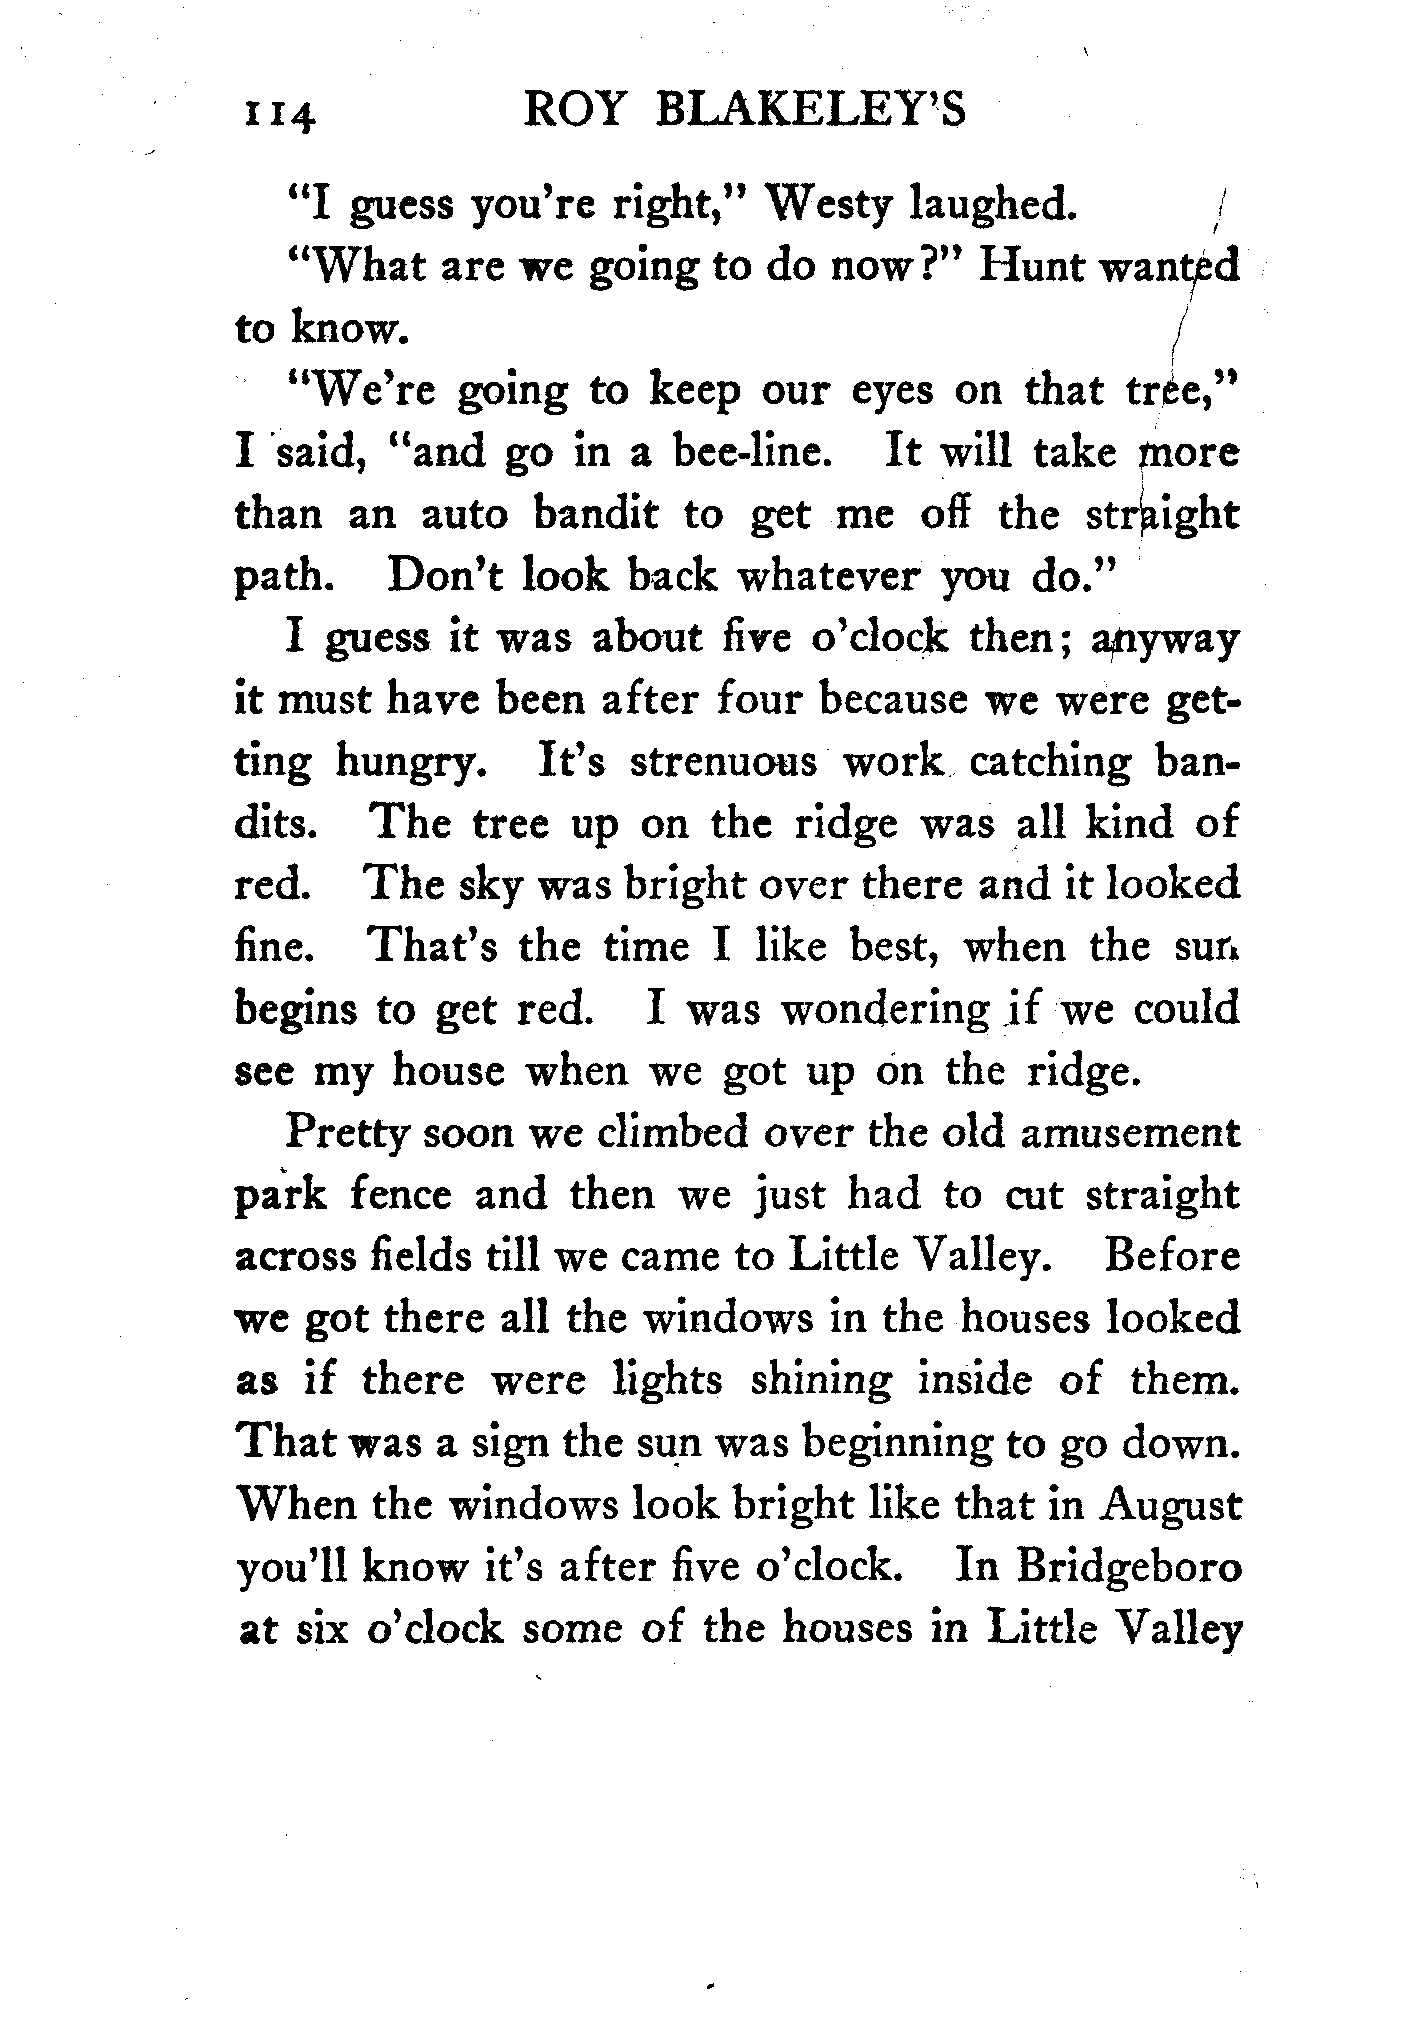 114 ROY BLAKELEY'S
"I guess you're right," Westy laughed.
"What are we going to do now?" Hunt wanted
to know.
"We're going to keep our eyes on that tree,"
I said, "and go in a bee-line. It will take more
than an auto bandit to get me off the straight
path. Don't look back whatever you do."
I guess it was about five o'clock then; anyway
it must have been after four because we were get-
ting hungry. It's strenuous work catching ban-
dits. The tree up on the ridge was all kind of
red. The sky was bright over there and it looked
fine. That's the time I like best, when the sun
begins to get red. I was wondering if we could
see my house when we got up on the ridge.
Pretty soon we climbed over the old amusement
park fence and then we just had to cut straight
across fields till we came to Little Valley. Before
we got there all the windows in the houses looked
as if there were lights shining inside of them.
That was a sign the sun was beginning to go down.
When the windows look bright like that in August
you'll know it's after five o'clock. In Bridgeboro
at six o'clock some of the houses in Little Valley